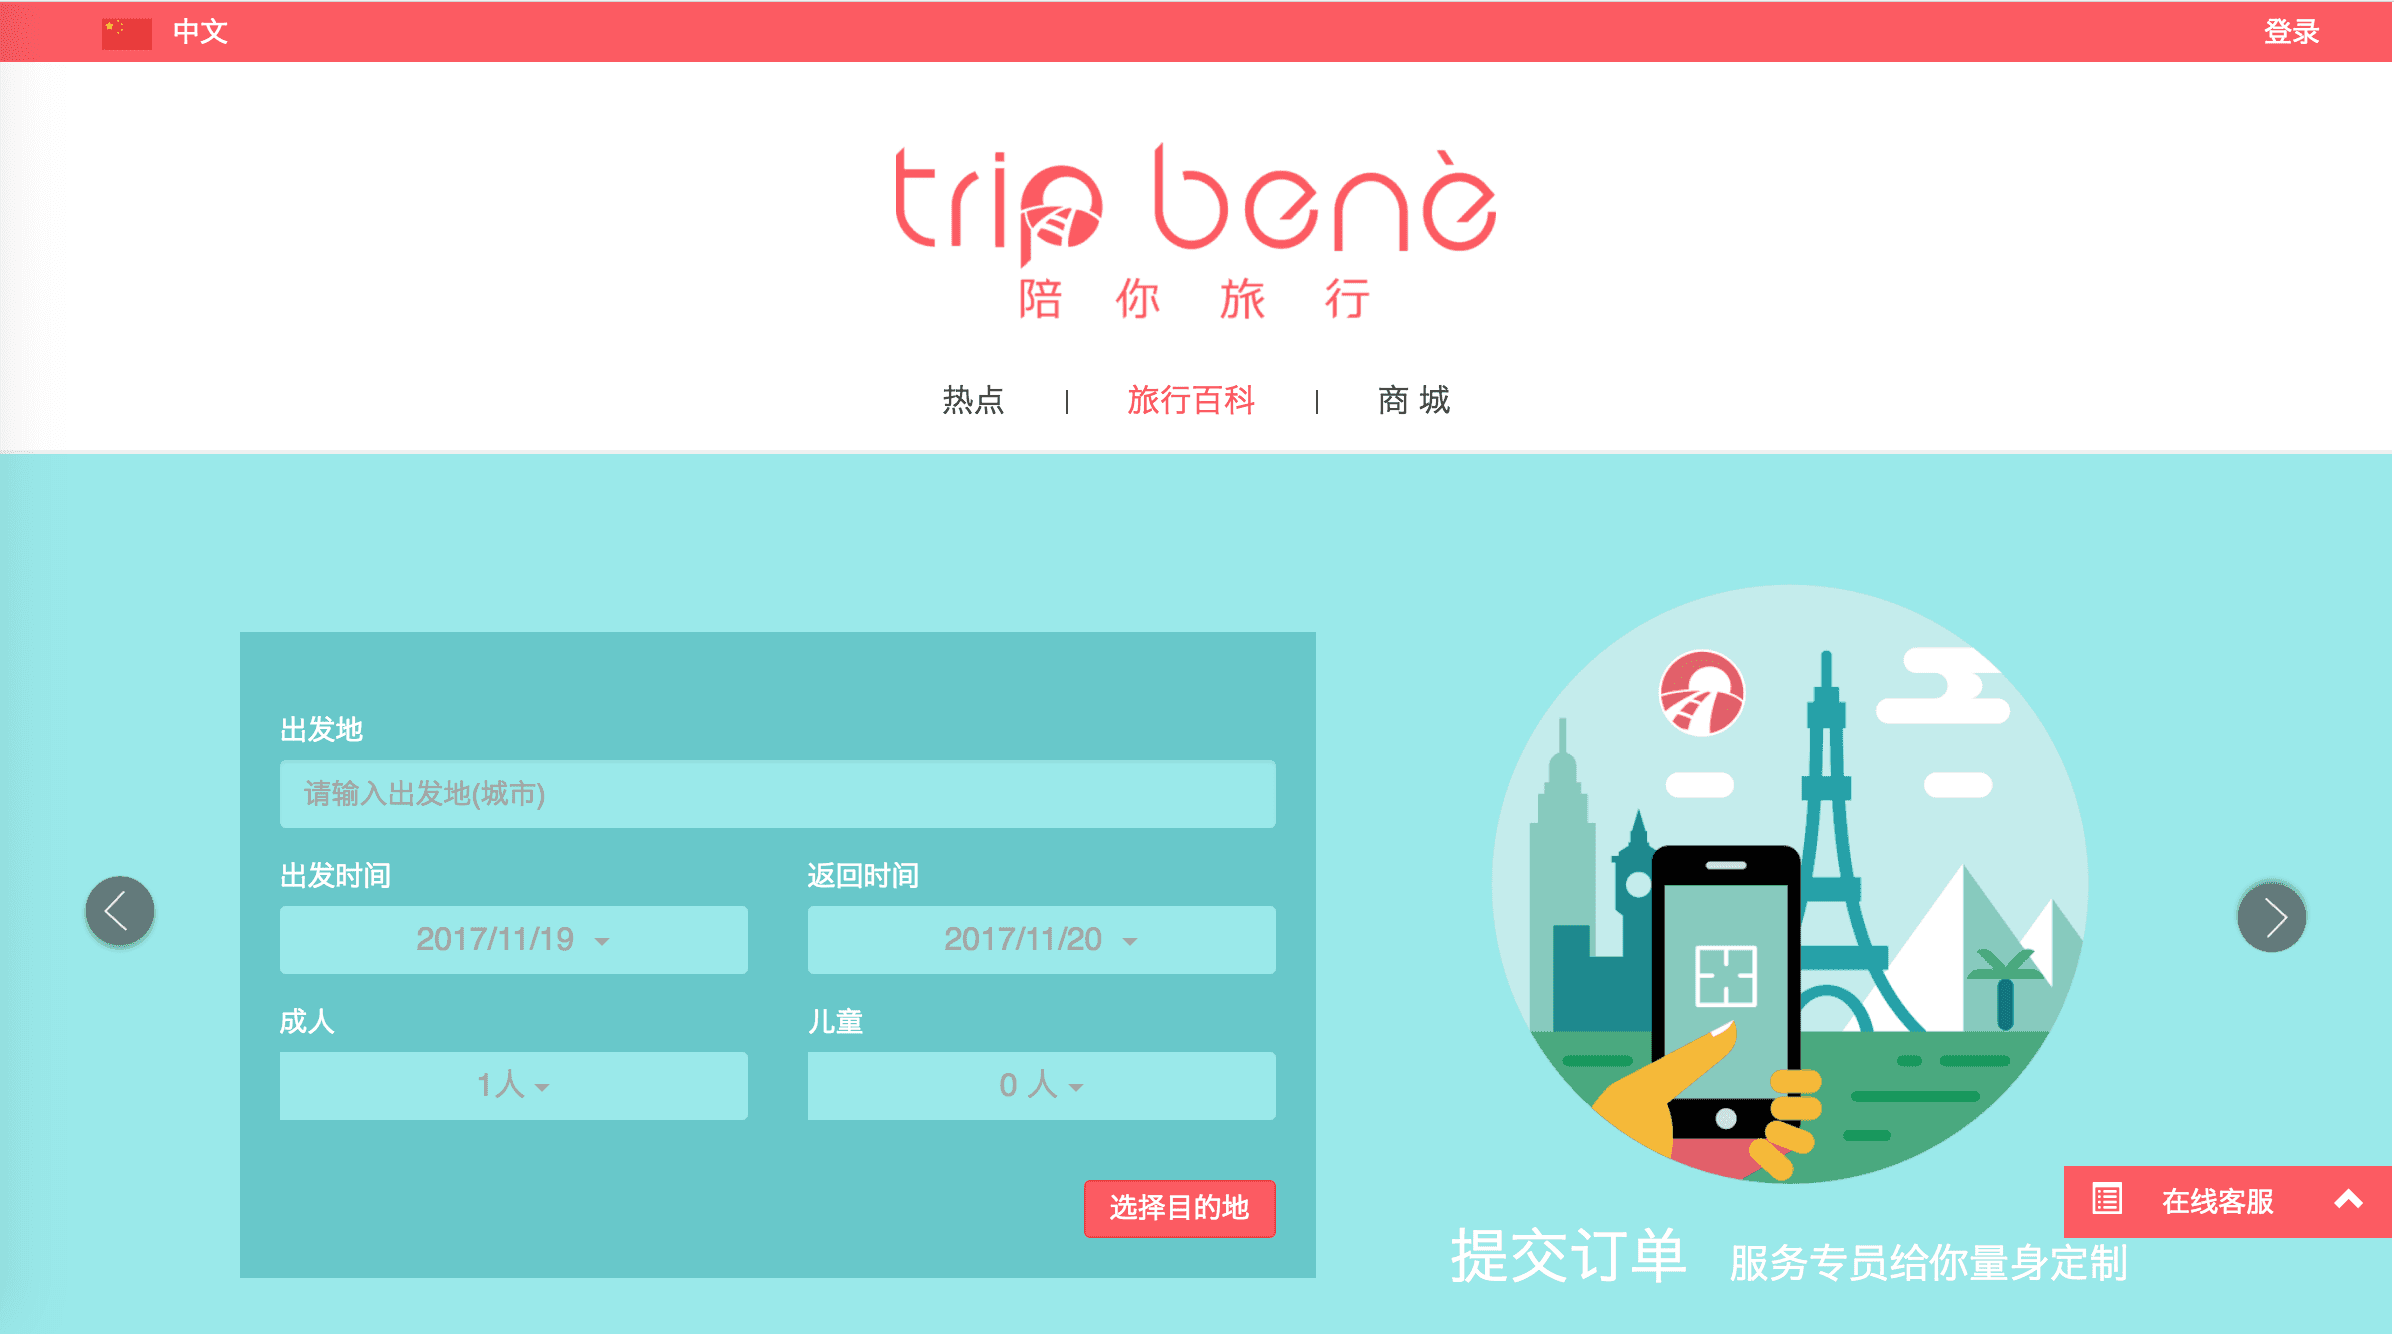 中文
登录
trip benè
陪你旅行
热点 | 旅行百科 | 商 城
出发地
请输入出发地(城市)
出发时间 返回时间
2017/11/19 2017/11/20
成人 儿童
1人 0 人
选择目的地
在线客服
提交订单 服务专员给你量身定制